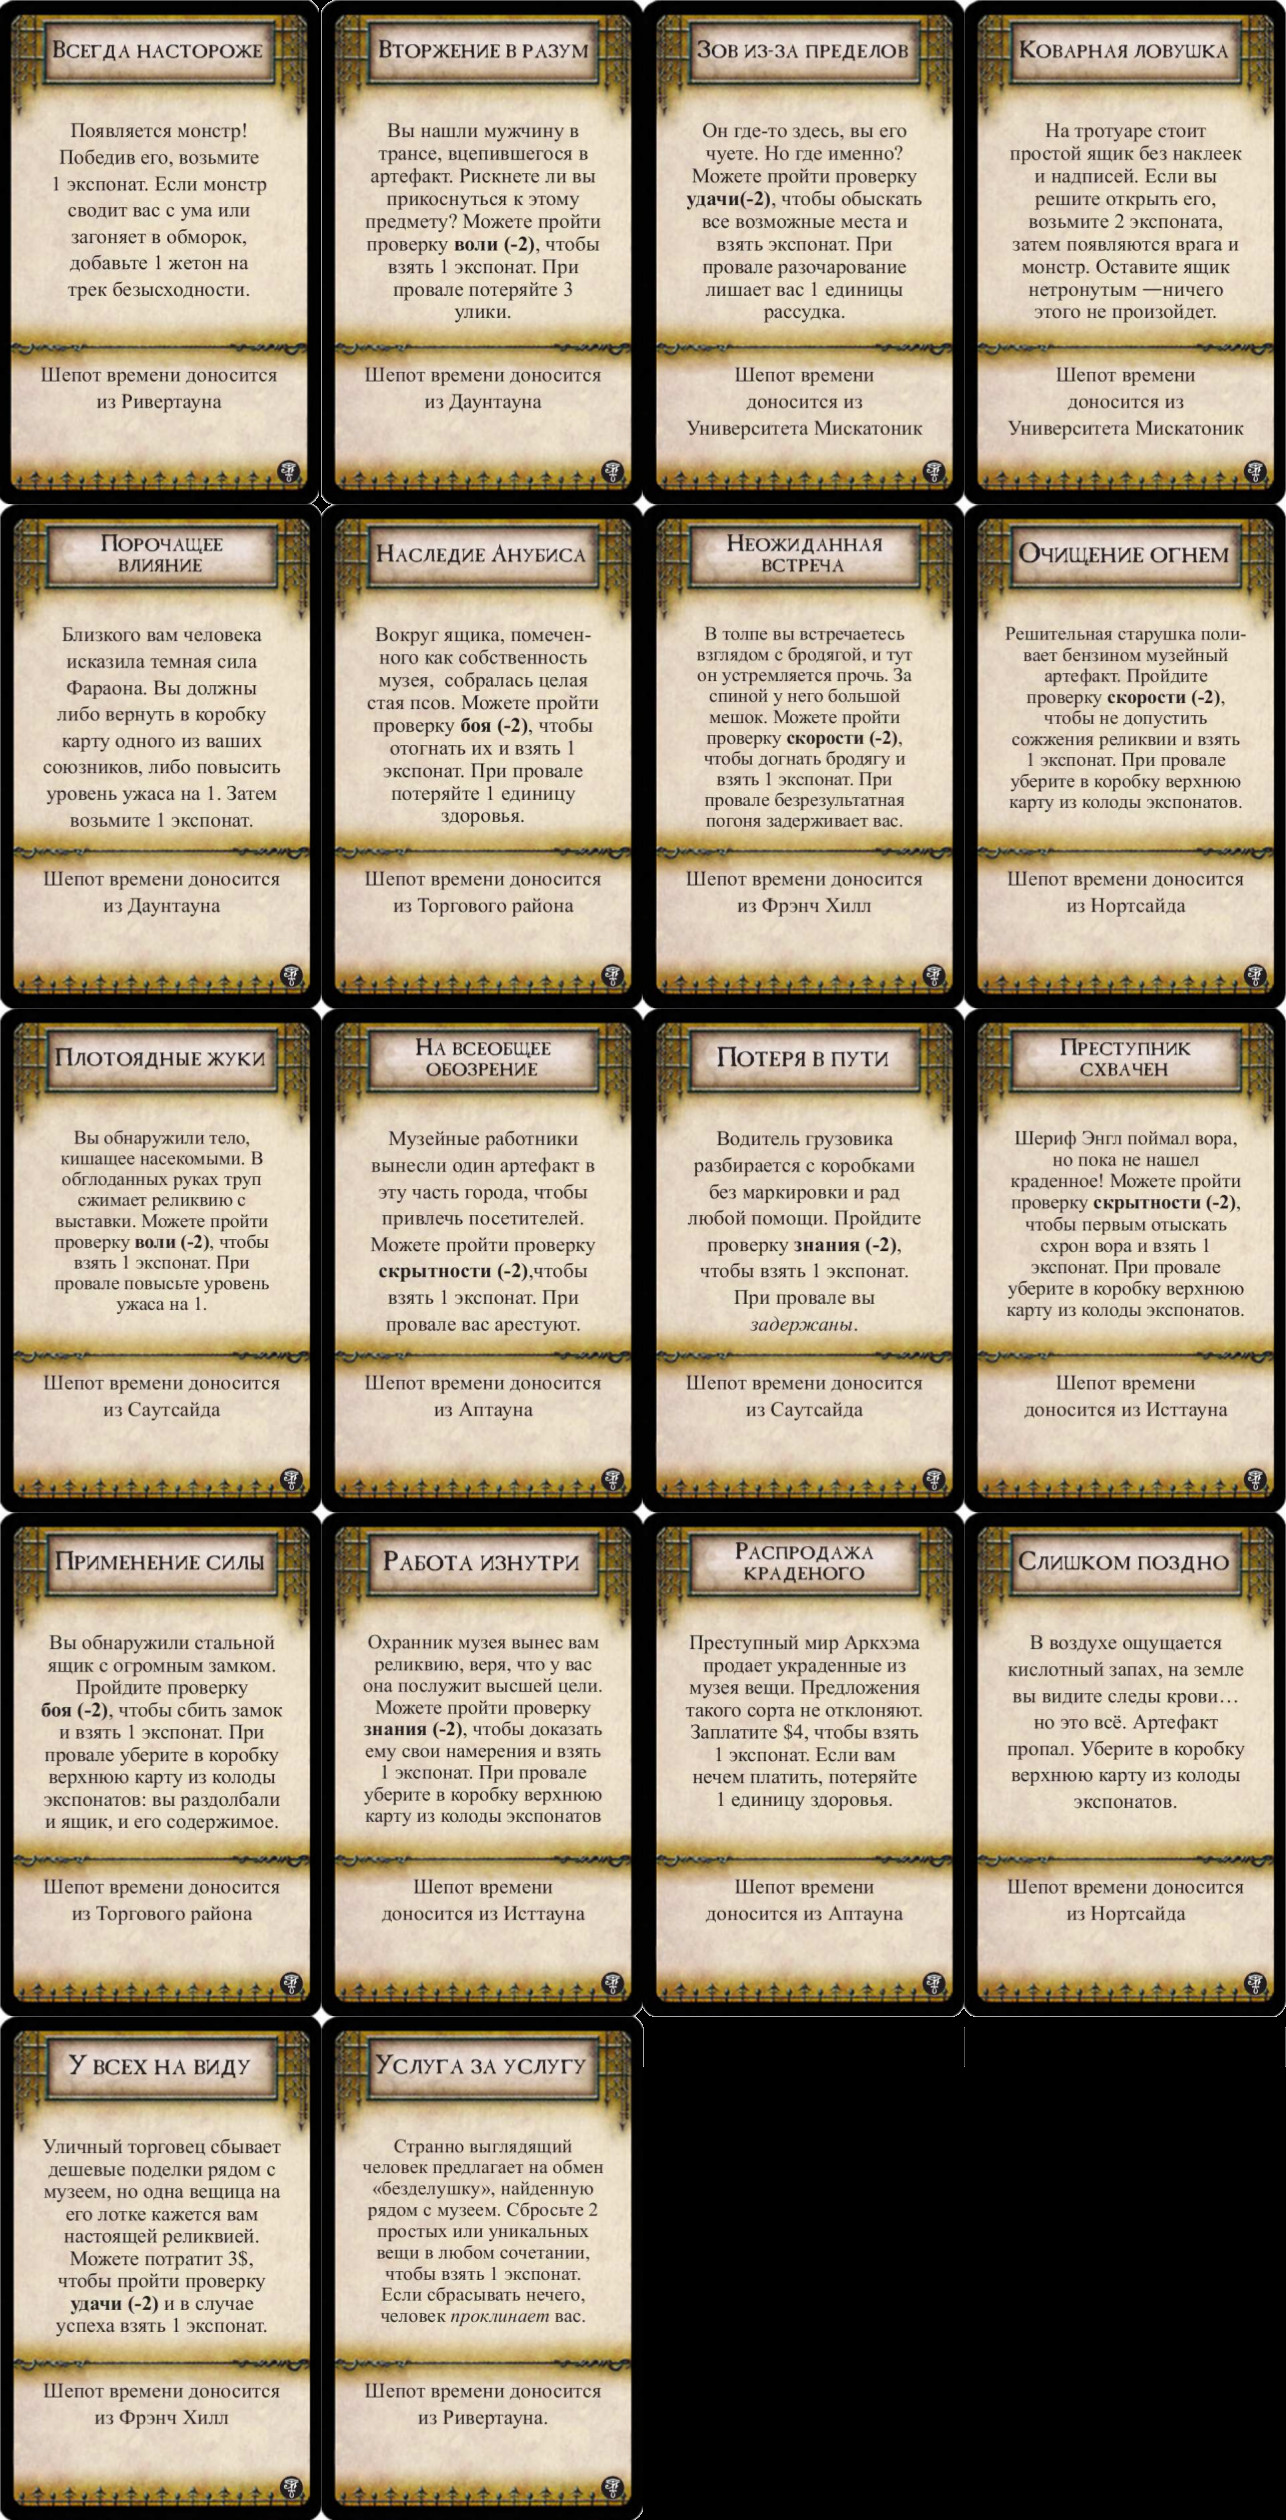 Всегда настороже
Появляется монстр!
Победив его, возьмите
1 экспонат. Если монстр
сводит вас с ума или
загоняет в обморок,
добавьте 1 жетон на
трек безысходности.
Шепот времени доносится
из Ривертауна
Вторжение в разум
Вы нашли мужчину в
трансе, вцепившегося в
артефакт. Рискнете ли вы
прикоснуться к этому
предмету? Можете пройти
проверку воли (-2), чтобы
взять 1 экспонат. При
провале потеряйте 3
улики.
Шепот времени доносится
из Даунтауна
Зов из-за пределов
Он где-то здесь, вы его
чуете. Но где именно?
Можете пройти проверку
удачи(-2), чтобы обыскать
все возможные места и
взять экспонат. При
провале разочарование
лишает вас 1 единицы
рассудка.
Шепот времени
доносится из
Университета Мискатоник
Коварная ловушка
На тротуаре стоит
простой ящик без наклеек
и надписей. Если вы
решите открыть его,
возьмите 2 экспоната,
затем появляются врага и
монстр. Оставите ящик
нетронутым —ничего
этого не произойдет.
Шепот времени
доносится из
Университета Мискатоник
Порочащее
влияние
Близкого вам человека
исказила темная сила
Фараона. Вы должны
либо вернуть в коробку
карту одного из ваших
союзников, либо повысить
уровень ужаса на 1. Затем
возьмите 1 экспонат.
Шепот времени доносится
из Даунтауна
Наследие Анубиса
Вокруг ящика, помечен-
ного как собственность
музея, собралась целая
стая псов. Можете пройти
проверку боя (-2), чтобы
отогнать их и взять 1
экспонат. При провале
потеряйте 1 единицу
здоровья.
Шепот времени доносится
из Торгового района
Неожиданная
встреча
В толпе вы встречаетесь
взглядом с бродягой, и тут
он устремляется прочь. За
спиной у него большой
мешок. Можете пройти
проверку скорости (-2),
чтобы догнать бродягу и
взять 1 экспонат. При
провале безрезультатная
погоня задерживает вас.
Шепот времени доносится
из Фрэнч Хилл
Очищение огнем
Решительная старушка поли-
вает бензином музейный
артефакт. Пройдите
проверку скорости (-2),
чтобы не допустить
сожжения реликвии и взять
1 экспонат. При провале
уберите в коробку верхнюю
карту из колоды экспонатов.
Шепот времени доносится
из Нортсайда
Плотоядные жуки
Вы обнаружили тело,
кишащее насекомыми. В
обглоданных руках труп
сжимает реликвию с
выставки. Можете пройти
проверку воли (-2), чтобы
взять 1 экспонат. При
провале повысьте уровень
ужаса на 1.
Шепот времени доносится
из Саутсайда
На всеобщее
обозрение
Музейные работники
вынесли один артефакт в
эту часть города, чтобы
привлечь посетителей.
Можете пройти проверку
скрытности (-2),чтобы
взять 1 экспонат. При
провале вас арестуют.
Шепот времени доносится
из Аптауна
Потеря в пути
Водитель грузовика
разбирается с коробками
без маркировки и рад
любой помощи. Пройдите
проверку знания (-2),
чтобы взять 1 экспонат.
При провале вы
задержаны.
Шепот времени доносится
из Саутсайда
Преступник
схвачен
Шериф Энгл поймал вора,
но пока не нашел
краденное! Можете пройти
проверку скрытности (-2),
чтобы первым отыскать
схрон вора и взять 1
экспонат. При провале
уберите в коробку верхнюю
карту из колоды экспонатов.
Шепот времени
доносится из Исттауна
Применение силы
Вы обнаружили стальной
ящик с огромным замком.
Пройдите проверку
боя (-2), чтобы сбить замок
и взять 1 экспонат. При
провале уберите в коробку
верхнюю карту из колоды
экспонатов: вы раздолбали
и ящик, и его содержимое.
Шепот времени доносится
из Торгового района
Работа изнутри
Охранник музея вынес вам
реликвию, веря, что у вас
она послужит высшей цели.
Можете пройти проверку
знания (-2), чтобы доказать
ему свои намерения и взять
1 экспонат. При провале
уберите в коробку верхнюю
карту из колоды экспонатов
Шепот времени
доносится из Исттауна
Распродажа
краденого
Преступный мир Аркхэма
продает украденные из
музея вещи. Предложения
такого сорта не отклоняют.
Заплатите $4, чтобы взять
1 экспонат. Если вам
нечем платить, потеряйте
1 единицу здоровья.
Шепот времени
доносится из Аптауна
Слишком поздно
В воздухе ощущается
кислотный запах, на земле
вы видите следы крови…
но это всё. Артефакт
пропал. Уберите в коробку
верхнюю карту из колоды
экспонатов.
Шепот времени доносится
из Нортсайда
У всех на виду
Уличный торговец сбывает
дешевые поделки рядом с
музеем, но одна вещица на
его лотке кажется вам
настоящей реликвией.
Можете потратит 3$,
чтобы пройти проверку
удачи (-2) и в случае
успеха взять 1 экспонат.
Шепот времени доносится
из Фрэнч Хилл
Услуга за услугу
Странно выглядящий
человек предлагает на обмен
«безделушку», найденную
рядом с музеем. Сбросьте 2
простых или уникальных
вещи в любом сочетании,
чтобы взять 1 экспонат.
Если сбрасывать нечего,
человек проклинает вас.
Шепот времени доносится
из Ривертауна.